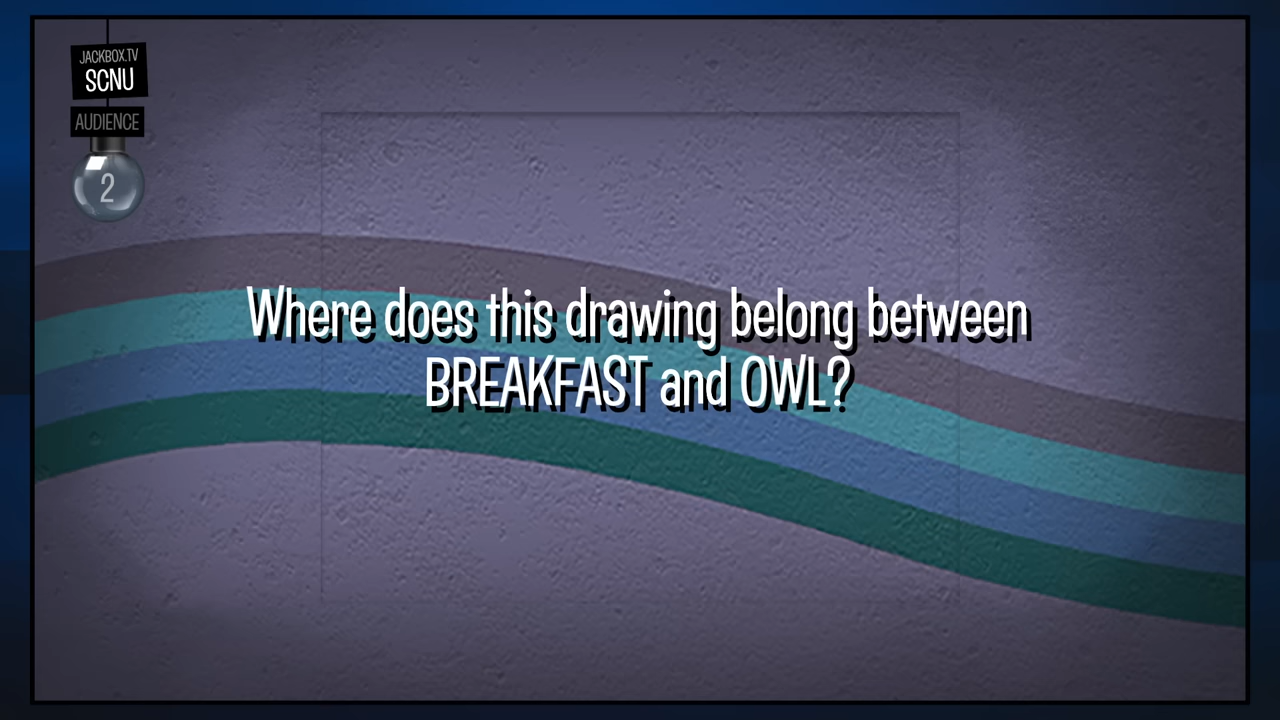 JACKBOX.TV
SCNU
AUDIENCE
2
Where does this drawing belong between
BREAKFAST and OWL?